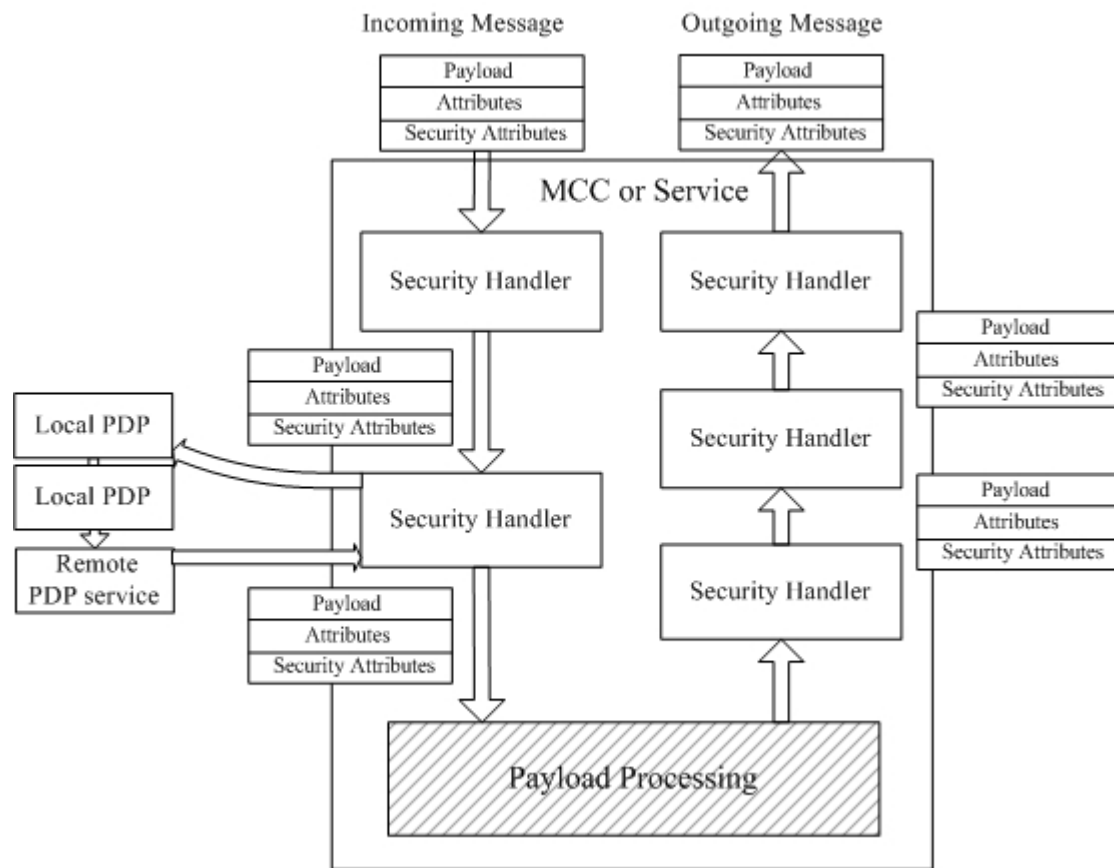 Incoming Message
Outgoing Message
Payload
Attributes
Security Attributes
Payload
Attributes
Security Attributes
MCC or Service
Security Handler
Security Handler
Payload
Attributes
Security Attributes
Payload
Attributes
Security Attributes
Local PDP
Local PDP
Remote
PDP service
Security Handler
Security Handler
Payload
Attributes
Security Attributes
Payload
Attributes
Security Attributes
Security Handler
Payload Processing